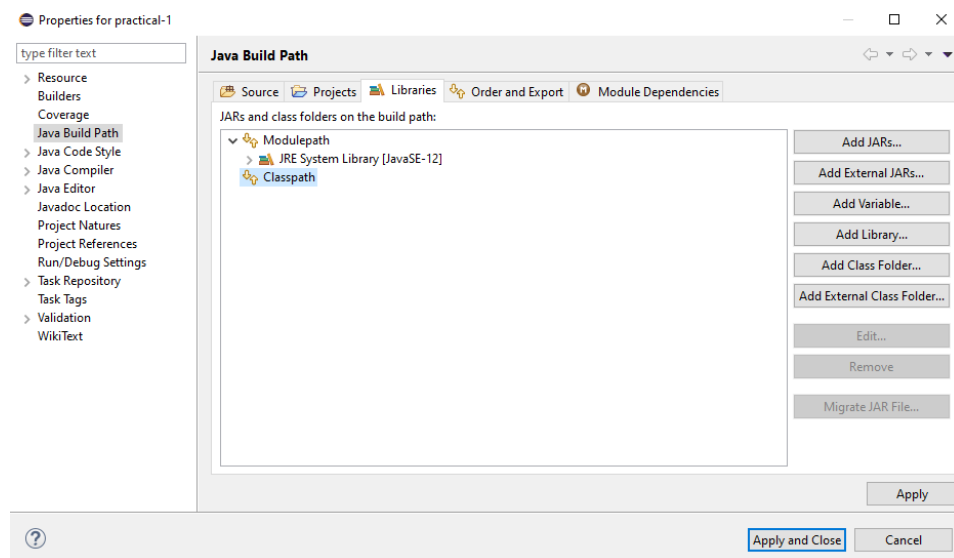 Properties for practical-1
type filter text
Resource
Builders
Coverage
Java Build Path
Java Code Style
Java Compiler
Java Editor
Javadoc Location
Project Natures
Project References
Run/Debug Settings
Task Repository
Task Tags
Validation
WikiText
Java Build Path
Source Projects Libraries Order and Export Module Dependencies
JARs and class folders on the build path:
Modulepath
JRE System Library [JavaSE-12]
Classpath
Add JARs...
Add External JARs...
Add Variable...
Add Library...
Add Class Folder...
Add External Class Folder...
Edit...
Remove
Migrate JAR File...
Apply
?
Apply and Close Cancel